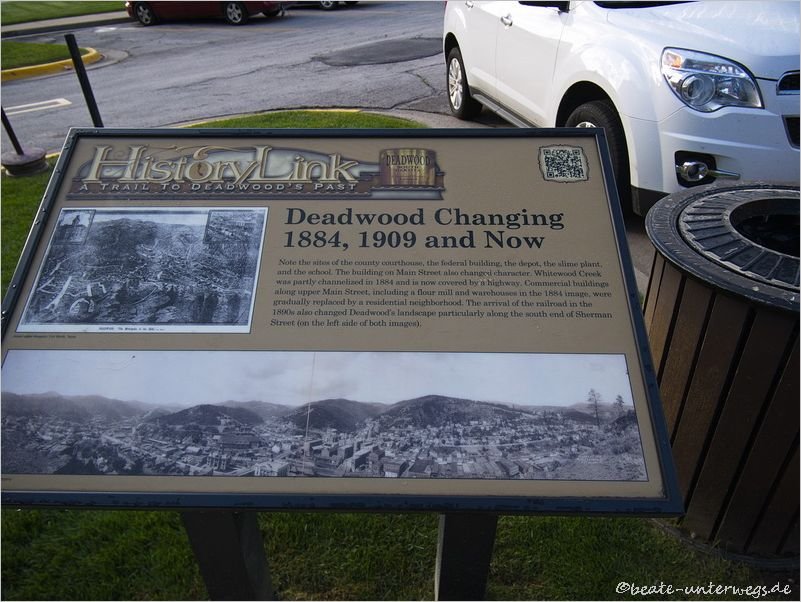 HistoryLink
A TRAIL TO DEADWOOD'S PAST
DEADWOOD
Deadwood Changing
1884, 1909 and Now
Note the sites of the county courthouse, the federal building, the depot, the slime plant,
and the school. The building on Main Street also changed character. Whitewood Creek
was partly channelized in 1884 and is now covered by a highway. Commercial buildings
along upper Main Street, including a flour mill and warehouses in the 1884 image, were
gradually replaced by a residential neighborhood. The arrival of the railroad in the
1890s also changed Deadwood's landscape particularly along the south end of Sherman
Street (on the left side of both images).
©beate-unterwegs.de